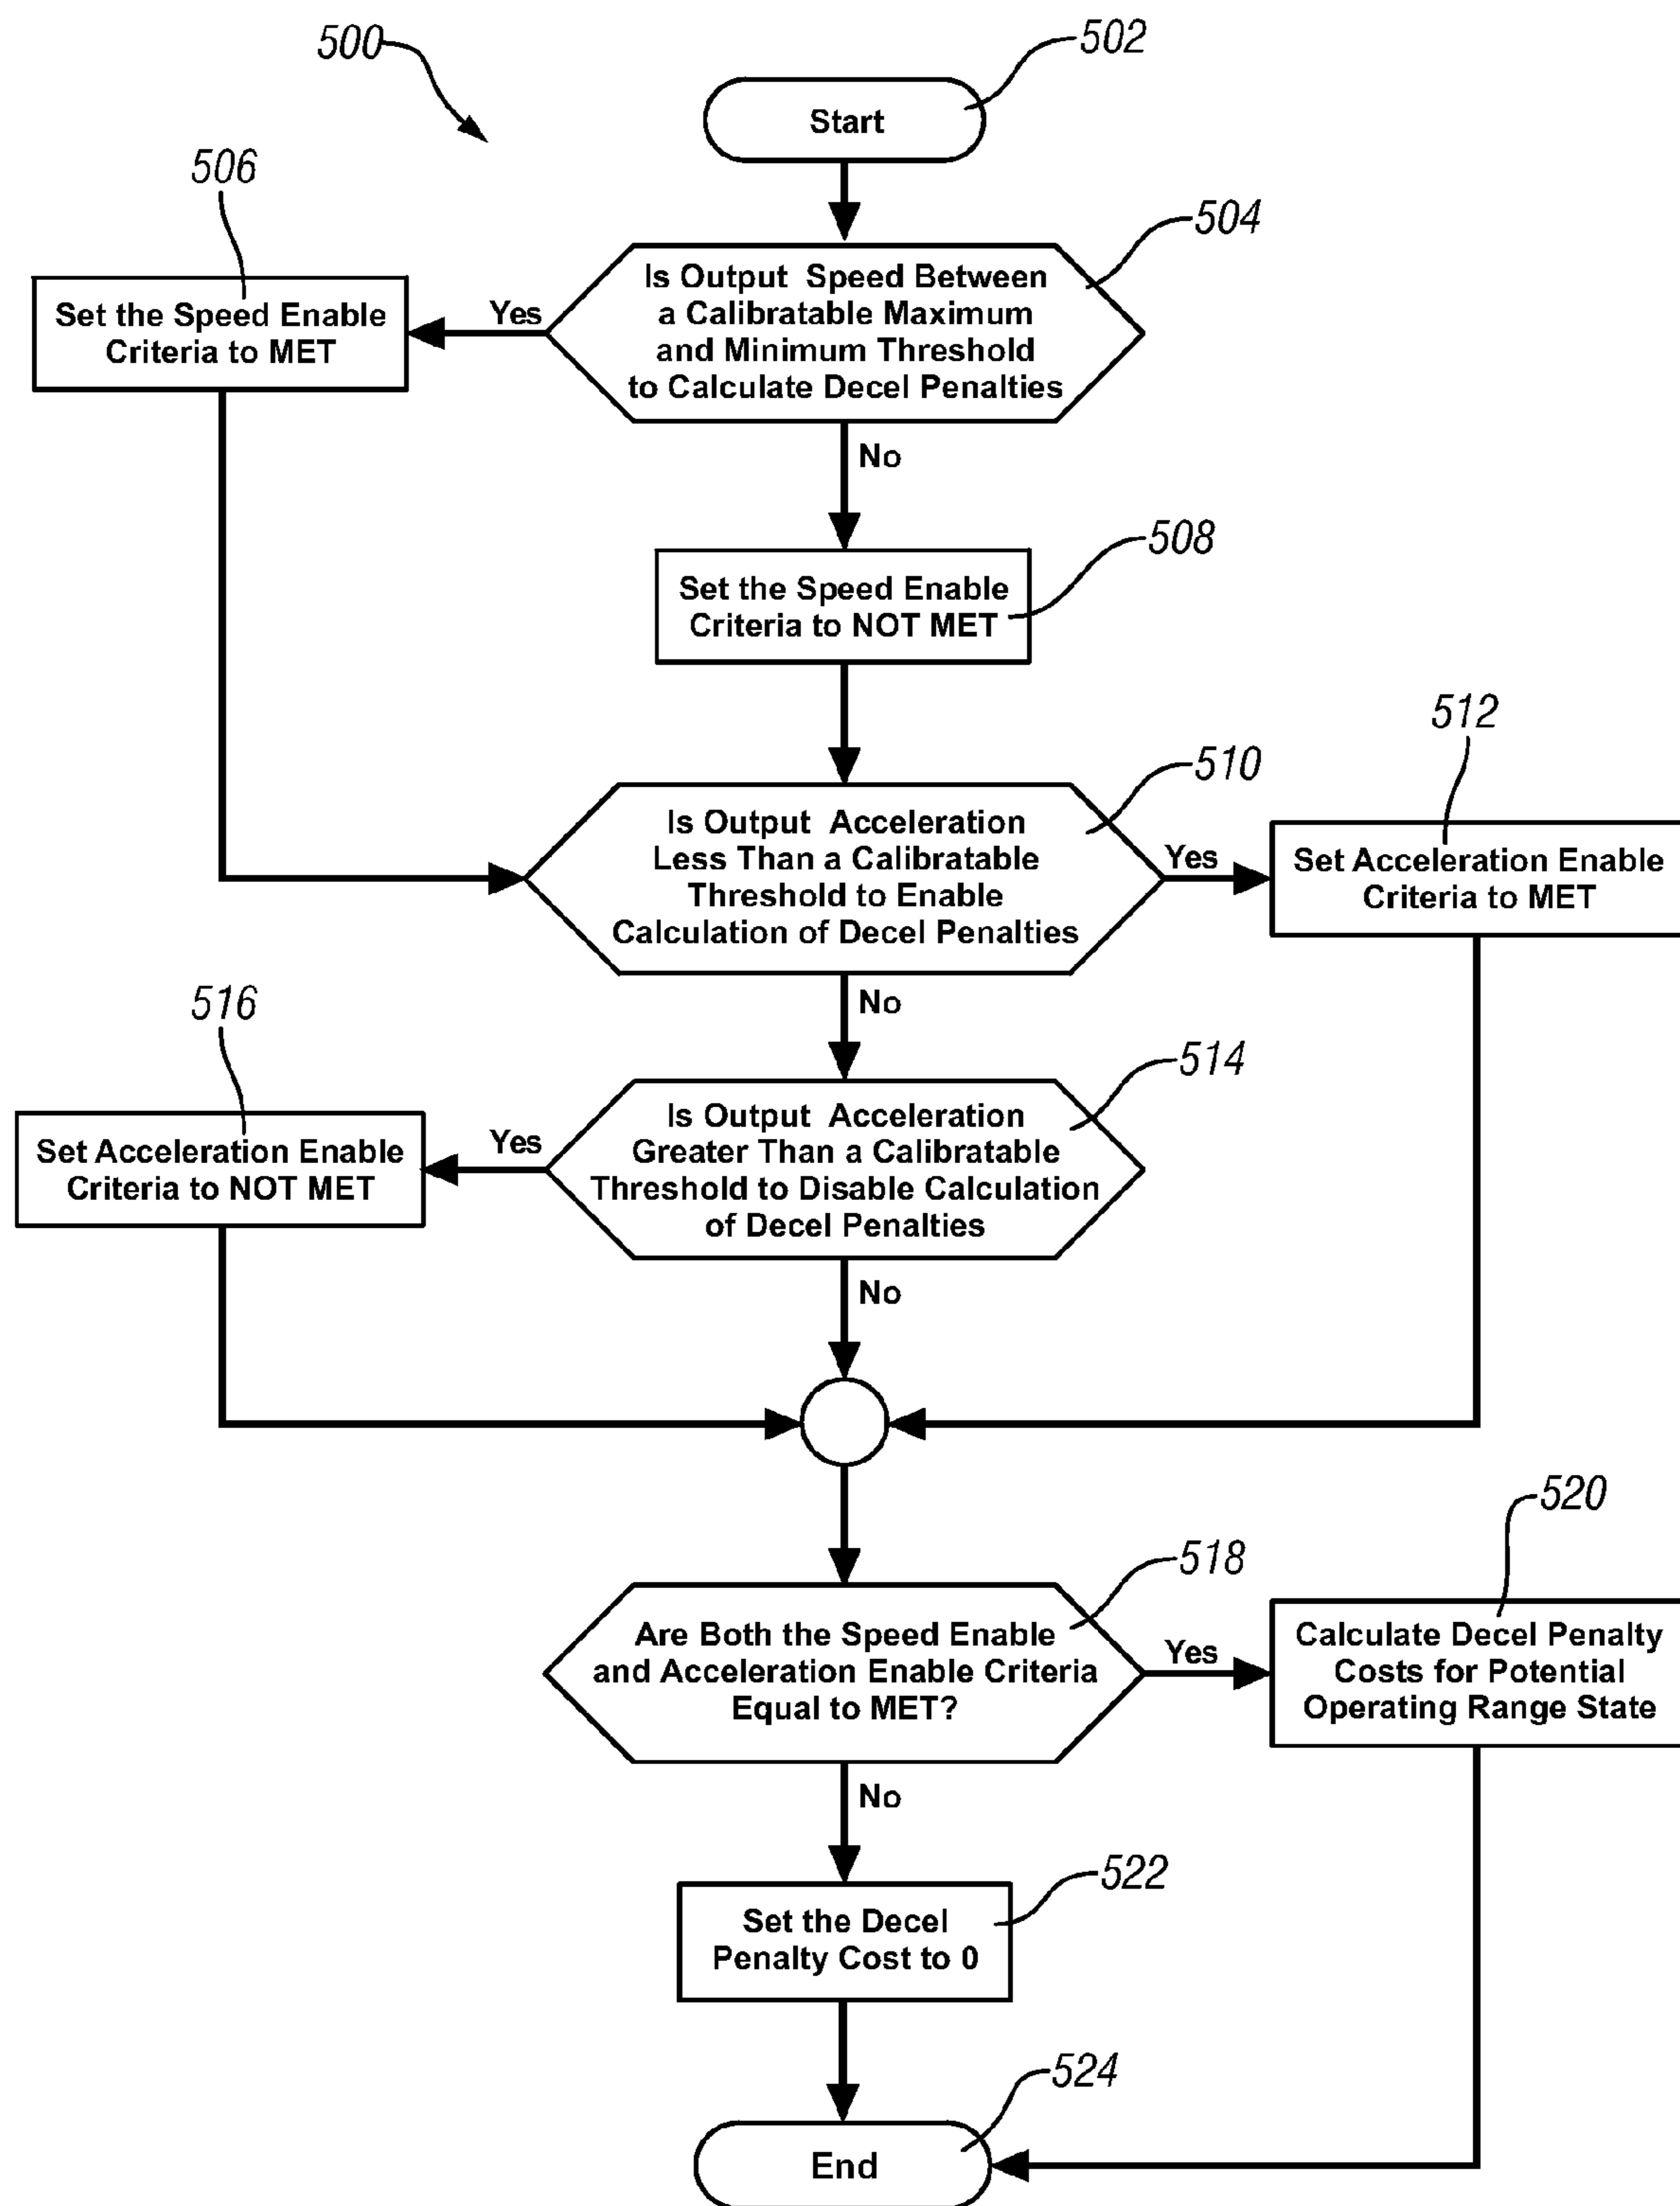 500
502
Start
506
504
Set the Speed Enable
Criteria to MET
Yes
Is Output Speed Between
a Calibratable Maximum
and Minimum Threshold
to Calculate Decel Penalties
No
508
Set the Speed Enable
Criteria to NOT MET
512
510
Is Output Acceleration
Less Than a Calibratable
Threshold to Enable
Calculation of Decel Penalties
Yes
Set Acceleration Enable
Criteria to MET
No
516
514
Set Acceleration Enable
Criteria to NOT MET
Yes
Is Output Acceleration
Greater Than a Calibratable
Threshold to Disable Calculation
of Decel Penalties
No
520
518
Are Both the Speed Enable
and Acceleration Enable Criteria
Equal to MET?
Yes
Calculate Decel Penalty
Costs for Potential
Operating Range State
No
522
Set the Decel
Penalty Cost to 0
524
End